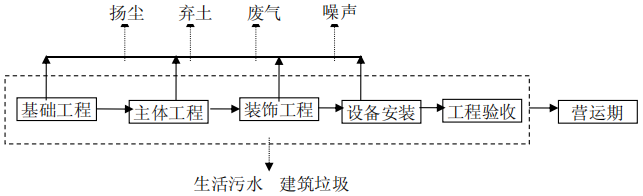 扬尘 弃土 废气 噪声
基础工程 主体工程 装饰工程 设备安装 工程验收 营运期
生活污水 建筑垃圾